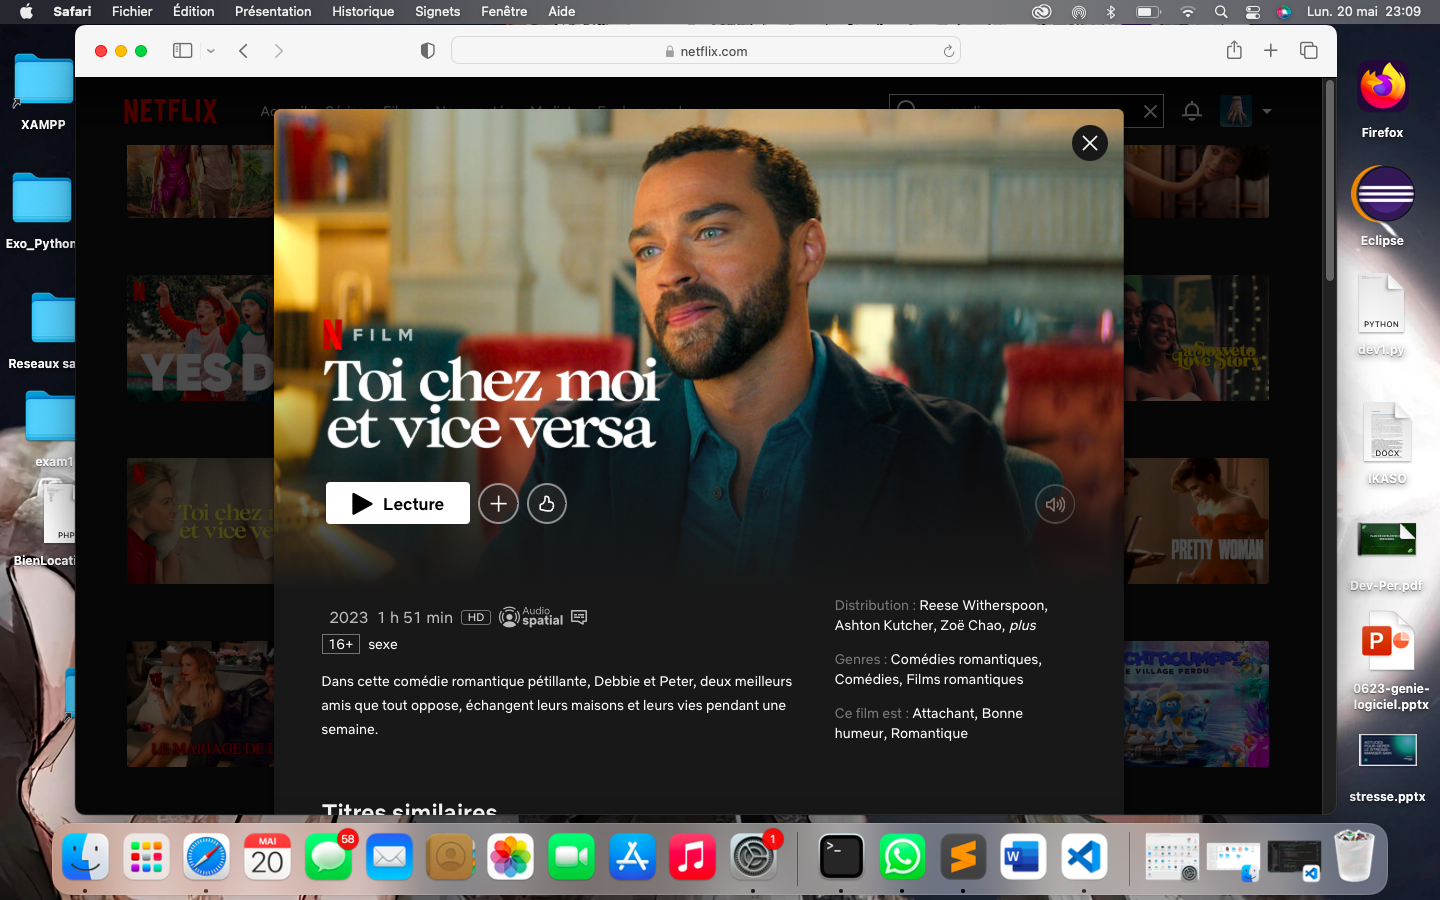 Safari Fichier Édition Présentation Historique Signets Fenêtre Aide
Lun. 20 mai 23:09
netflix.com
NETFLIX
XAMPP
Exo_Python
Reseaux sa
exam1
PHP
BienLocati
Firefox
Eclipse
PYTHON
dev1.py
DOCX
IKASO
Dev-Per.pdf
P
0623-genie-
logiciel.pptx
stresse.pptx
YES D
Toi chez
et vice ve
LE MARIAGE DE
a Soweto
Love Story
PRETTY WOMAN
VILLAGE PERDU
N FILM
Toi chez moi
et vice versa
Lecture
2023 1 h 51 min HD Audio
spatial
16+ sexe
Dans cette comédie romantique pétillante, Debbie et Peter, deux meilleurs
amis que tout oppose, échangent leurs maisons et leurs vies pendant une
semaine.
Distribution : Reese Witherspoon,
Ashton Kutcher, Zoë Chao, plus
Genres : Comédies romantiques,
Comédies, Films romantiques
Ce film est : Attachant, Bonne
humeur, Romantique
Titres similaires
MAI
20
58
1
W